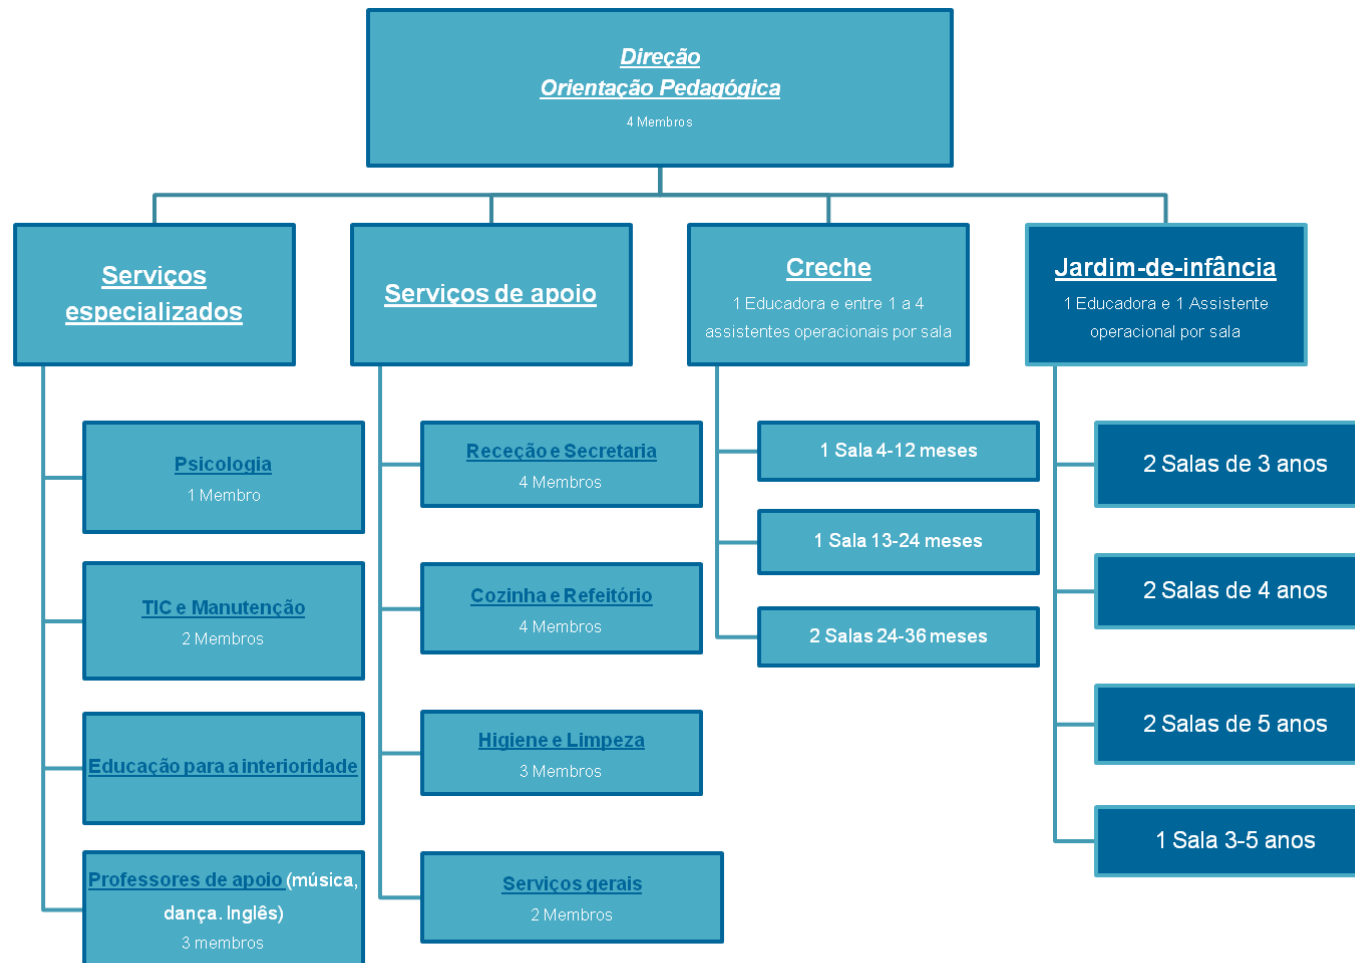 Direção
Orientação Pedagógica
4 Membros
Serviços
especializados
Serviços de apoio
Creche
1 Educadora e entre 1 a 4
assistentes operacionais por sala
Jardim-de-infância
1 Educadora e 1 Assistente
operacional por sala
Psicologia
1 Membro
TIC e Manutenção
2 Membros
Educação para a interioridade
Professores de apoio (música,
dança. Inglês)
3 membros
Receção e Secretaria
4 Membros
Cozinha e Refeitório
4 Membros
Higiene e Limpeza
3 Membros
Serviços gerais
2 Membros
1 Sala 4-12 meses
1 Sala 13-24 meses
2 Salas 24-36 meses
2 Salas de 3 anos
2 Salas de 4 anos
2 Salas de 5 anos
1 Sala 3-5 anos